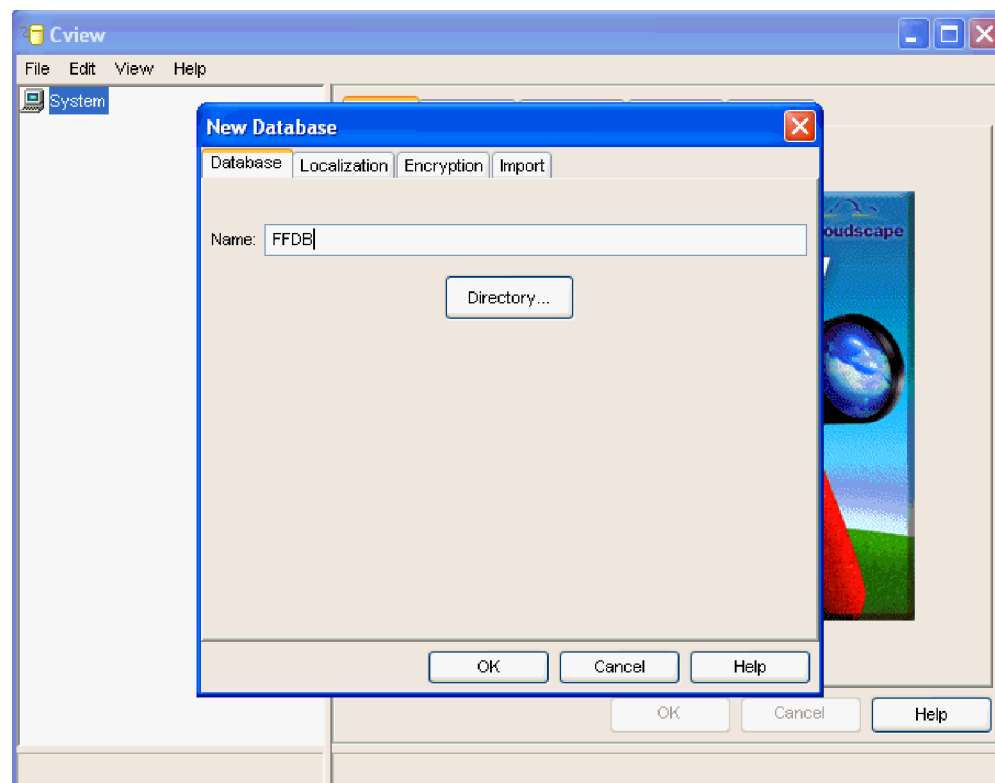 Cview
File Edit View Help
System
New Database
Database Localization Encryption Import
Name: FFDB
Directory...
OK Cancel Help
OK Cancel Help